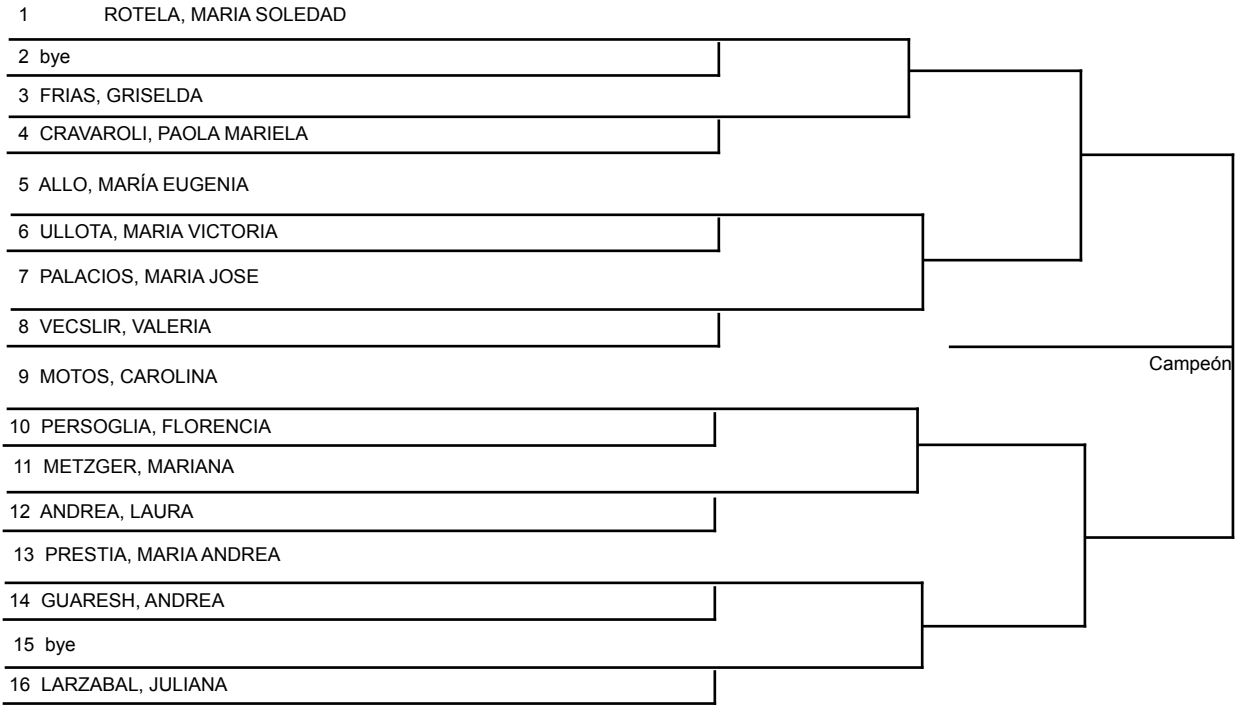 1 ROTELA, MARIA SOLEDAD
2 bye
3 FRIAS, GRISELDA
4 CRAVAROLI, PAOLA MARIELA
5 ALLO, MARÍA EUGENIA
6 ULLOTA, MARIA VICTORIA
7 PALACIOS, MARIA JOSE
8 VECSLIR, VALERIA
Campeón
9 MOTOS, CAROLINA
10 PERSOGLIA, FLORENCIA
11 METZGER, MARIANA
12 ANDREA, LAURA
13 PRESTIA, MARIA ANDREA
14 GUARESH, ANDREA
15 bye
16 LARZABAL, JULIANA